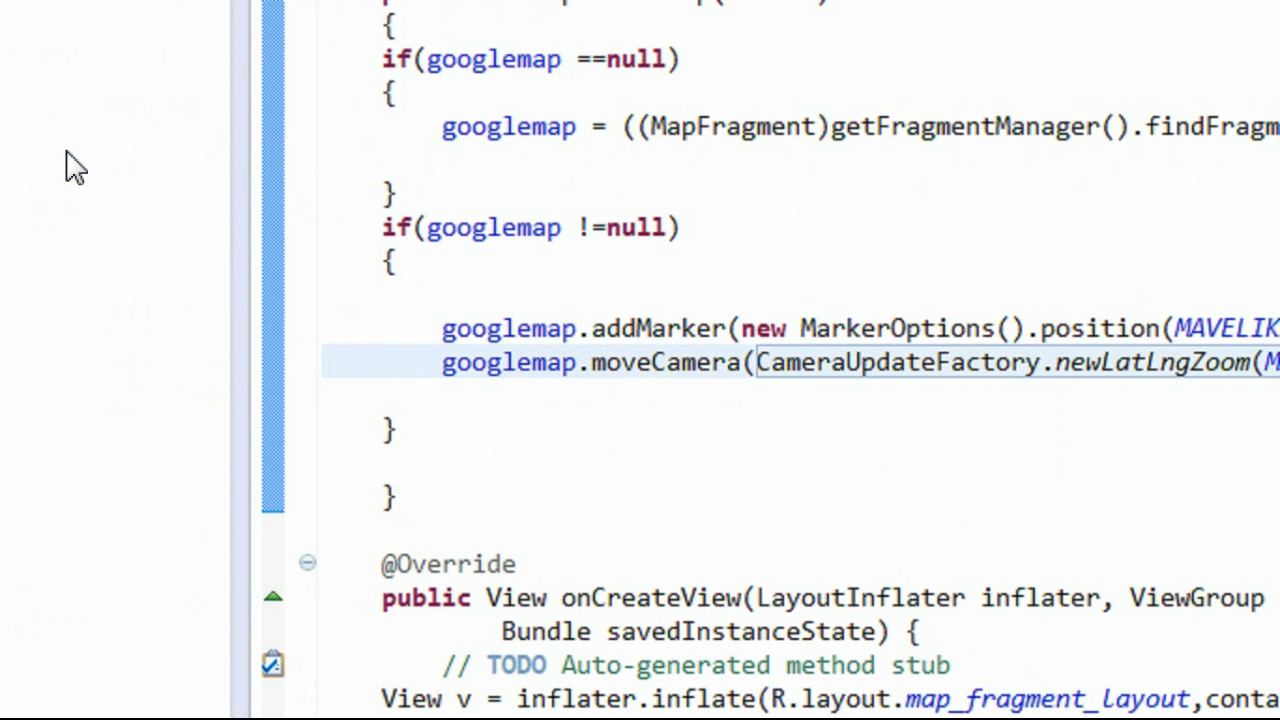 {
if(googlemap ==null)
{
googlemap = ((MapFragment)getFragmentManager().findFragm
}
if(googlemap !=null)
{
googlemap.addMarker(new MarkerOptions().position(MAVELIK
googlemap.moveCamera(CameraUpdateFactory.newLatLngZoom(M
}
}
@Override
public View onCreateView(LayoutInflater inflater, ViewGroup
Bundle savedInstanceState) {
// TODO Auto-generated method stub
View v = inflater.inflate(R.layout.map_fragment_layout,conta